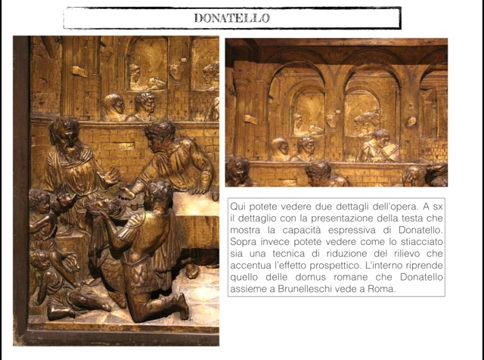 DONATELLO
Qui potete vedere due dettagli dell'opera. A sx
il dettaglio con la presentazione della testa che
mostra la capacità espressiva di Donatello.
Sopra invece potete vedere come lo stiacciato
sia una tecnica di riduzione del rilievo che
accentua l'effetto prospettico. L'interno riprende
quello delle domus romane che Donatello
assieme a Brunelleschi vede a Roma.